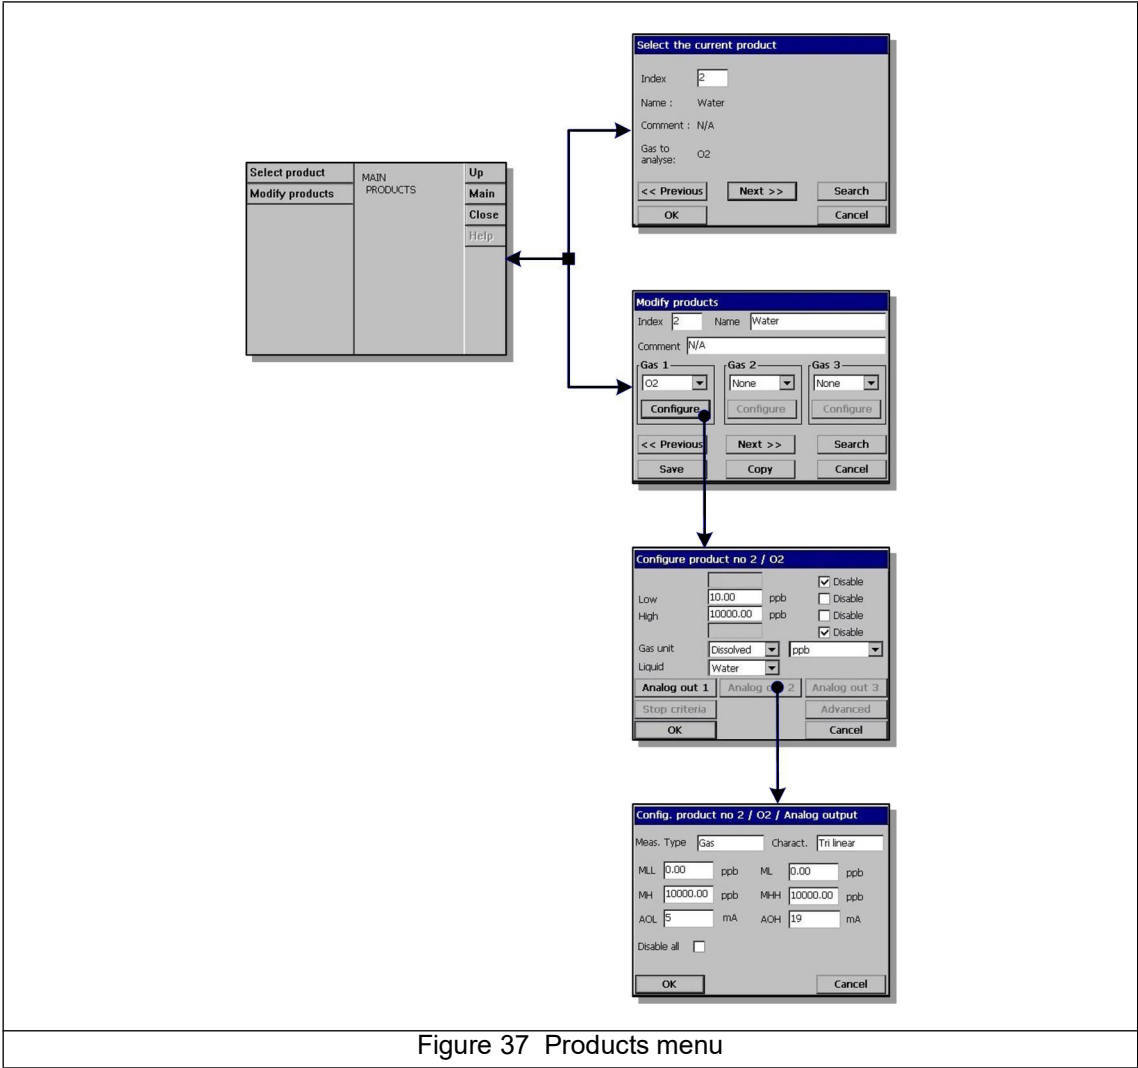 Select the current product
Index 2
Name : Water
Comment : N/A
Gas to
analyse: O2
<< Previous Next >> Search
OK Cancel
Select product MAIN Up
Modify products PRODUCTS Main
Close
Help
Modify products
Index 2 Name Water
Comment N/A
Gas 1 Gas 2 Gas 3
O2 None None
Configure Configure Configure
<< Previous Next >> Search
Save Copy Cancel
Configure product no 2 / O2
Disable
Low 10.00 ppb Disable
High 10000.00 ppb Disable
Disable
Gas unit Dissolved ppb
Liquid Water
Analog out 1 Analog out 2 Analog out 3
Stop criteria Advanced
OK Cancel
Config. product no 2 / O2 / Analog output
Meas. Type Gas Charact. Tri linear
MLL 0.00 ppb ML 0.00 ppb
MH 10000.00 ppb MHH 10000.00 ppb
AOL 5 mA AOH 19 mA
Disable all
OK Cancel
Figure 37 Products menu